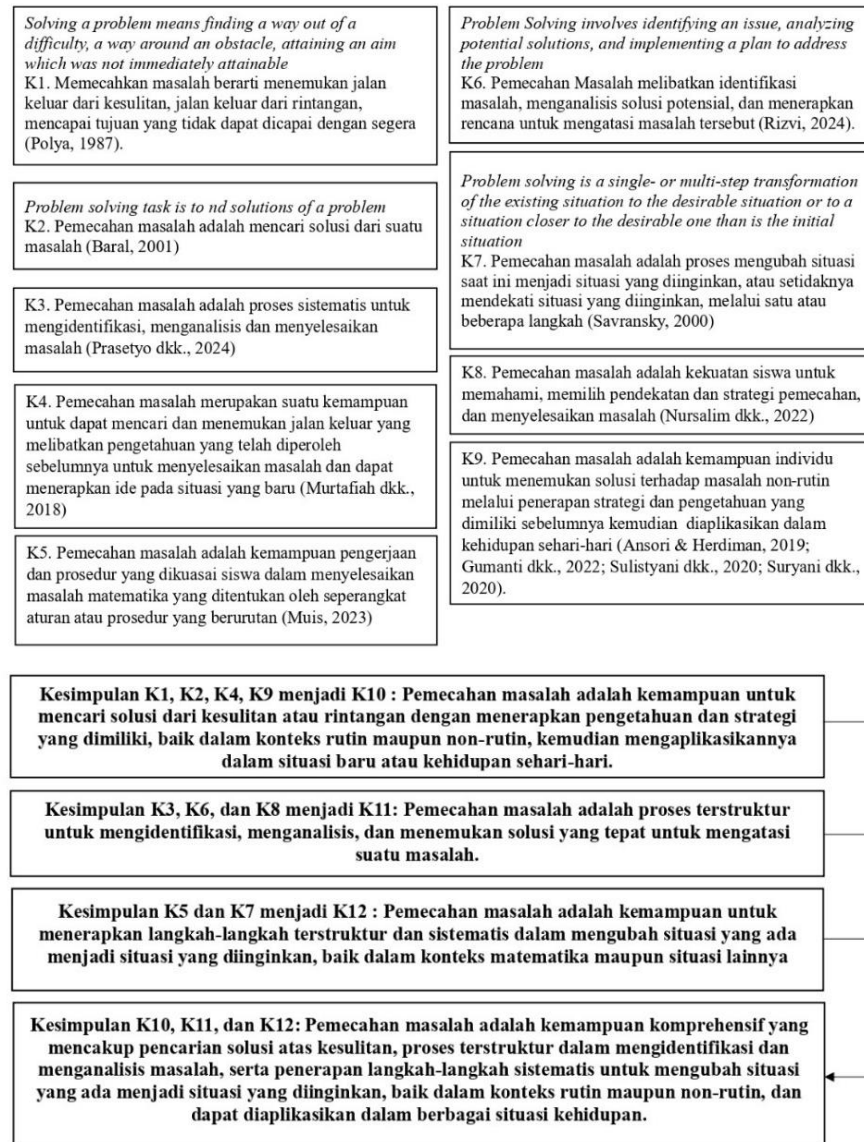 Solving a problem means finding a way out of a
difficulty, a way around an obstacle, attaining an aim
which was not immediately attainable
K1. Memecahkan masalah berarti menemukan jalan
keluar dari kesulitan, jalan keluar dari rintangan,
mencapai tujuan yang tidak dapat dicapai dengan segera
(Polya, 1987).
Problem solving task is to nd solutions of a problem
K2. Pemecahan masalah adalah mencari solusi dari suatu
masalah (Baral, 2001)
K3. Pemecahan masalah adalah proses sistematis untuk
mengidentifikasi, menganalisis dan menyelesaikan
masalah (Prasetyo dkk., 2024)
K4. Pemecahan masalah merupakan suatu kemampuan
untuk dapat mencari dan menemukan jalan keluar yang
melibatkan pengetahuan yang telah diperoleh
sebelumnya untuk menyelesaikan masalah dan dapat
menerapkan ide pada situasi yang baru (Murtafiah dkk.,
2018)
K5. Pemecahan masalah adalah kemampuan pengerjaan
dan prosedur yang dikuasai siswa dalam menyelesaikan
masalah matematika yang ditentukan oleh seperangkat
aturan atau prosedur yang berurutan (Muis, 2023)
Problem Solving involves identifying an issue, analyzing
potential solutions, and implementing a plan to address
the problem
K6. Pemecahan Masalah melibatkan identifikasi
masalah, menganalisis solusi potensial, dan menerapkan
rencana untuk mengatasi masalah tersebut (Rizvi, 2024).
Problem solving is a single- or multi-step transformation
of the existing situation to the desirable situation or to a
situation closer to the desirable one than is the initial
situation
K7. Pemecahan masalah adalah proses mengubah situasi
saat ini menjadi situasi yang diinginkan, atau setidaknya
mendekati situasi yang diinginkan, melalui satu atau
beberapa langkah (Savransky, 2000)
K8. Pemecahan masalah adalah kekuatan siswa untuk
memahami, memilih pendekatan dan strategi pemecahan,
dan menyelesaikan masalah (Nursalim dkk., 2022)
K9. Pemecahan masalah adalah kemampuan individu
untuk menemukan solusi terhadap masalah non-rutin
melalui penerapan strategi dan pengetahuan yang
dimiliki sebelumnya kemudian diaplikasikan dalam
kehidupan sehari-hari (Ansori & Herdiman, 2019;
Gumanti dkk., 2022; Sulistyani dkk., 2020; Suryani dkk.,
2020).
Kesimpulan K1, K2, K4, K9 menjadi K10 : Pemecahan masalah adalah kemampuan untuk
mencari solusi dari kesulitan atau rintangan dengan menerapkan pengetahuan dan strategi
yang dimiliki, baik dalam konteks rutin maupun non-rutin, kemudian mengaplikasikannya
dalam situasi baru atau kehidupan sehari-hari.
Kesimpulan K3, K6, dan K8 menjadi K11: Pemecahan masalah adalah proses terstruktur
untuk mengidentifikasi, menganalisis, dan menemukan solusi yang tepat untuk mengatasi
suatu masalah.
Kesimpulan K5 dan K7 menjadi K12 : Pemecahan masalah adalah kemampuan untuk
menerapkan langkah-langkah terstruktur dan sistematis dalam mengubah situasi yang ada
menjadi situasi yang diinginkan, baik dalam konteks matematika maupun situasi lainnya
Kesimpulan K10, K11, dan K12: Pemecahan masalah adalah kemampuan komprehensif yang
mencakup pencarian solusi atas kesulitan, proses terstruktur dalam mengidentifikasi dan
menganalisis masalah, serta penerapan langkah-langkah sistematis untuk mengubah situasi
yang ada menjadi situasi yang diinginkan, baik dalam konteks rutin maupun non-rutin, dan
dapat diaplikasikan dalam berbagai situasi kehidupan.